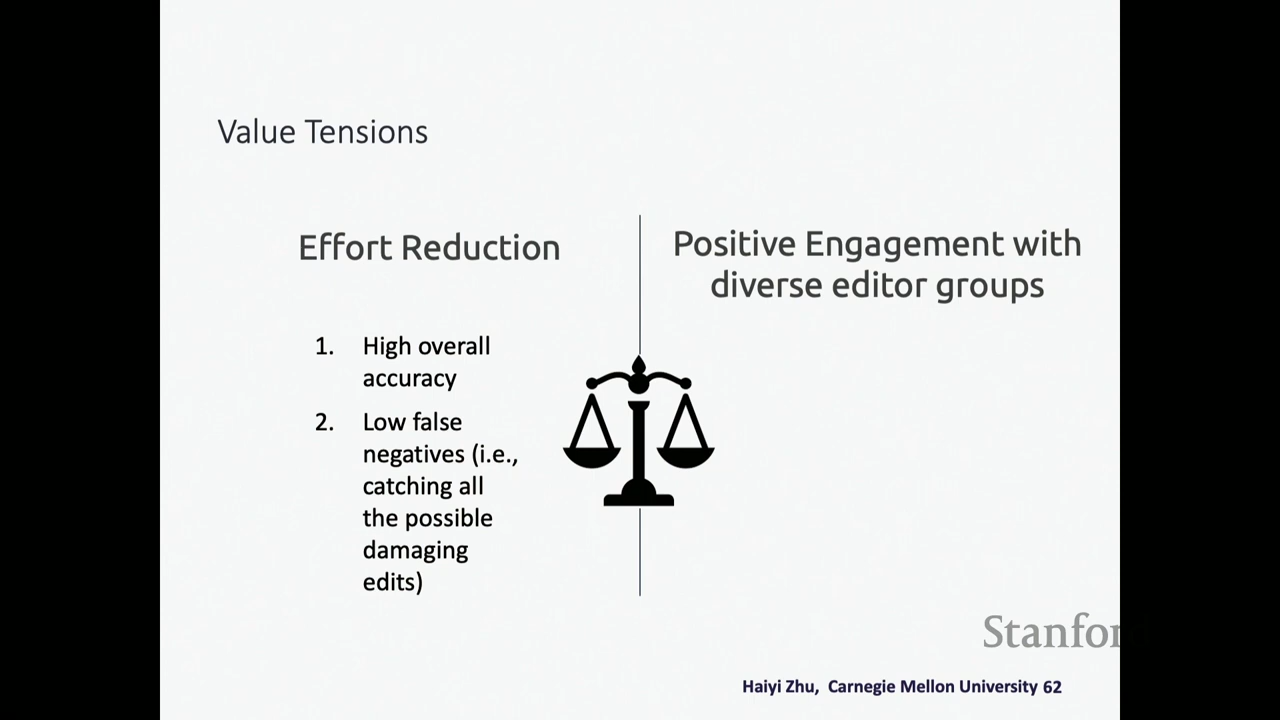 Value Tensions
Effort Reduction
Positive Engagement with
diverse editor groups
1. High overall
accuracy
2. Low false
negatives (i.e.,
catching all
the possible
damaging
edits)
Stanfor
Haiyi Zhu, Carnegie Mellon University 62